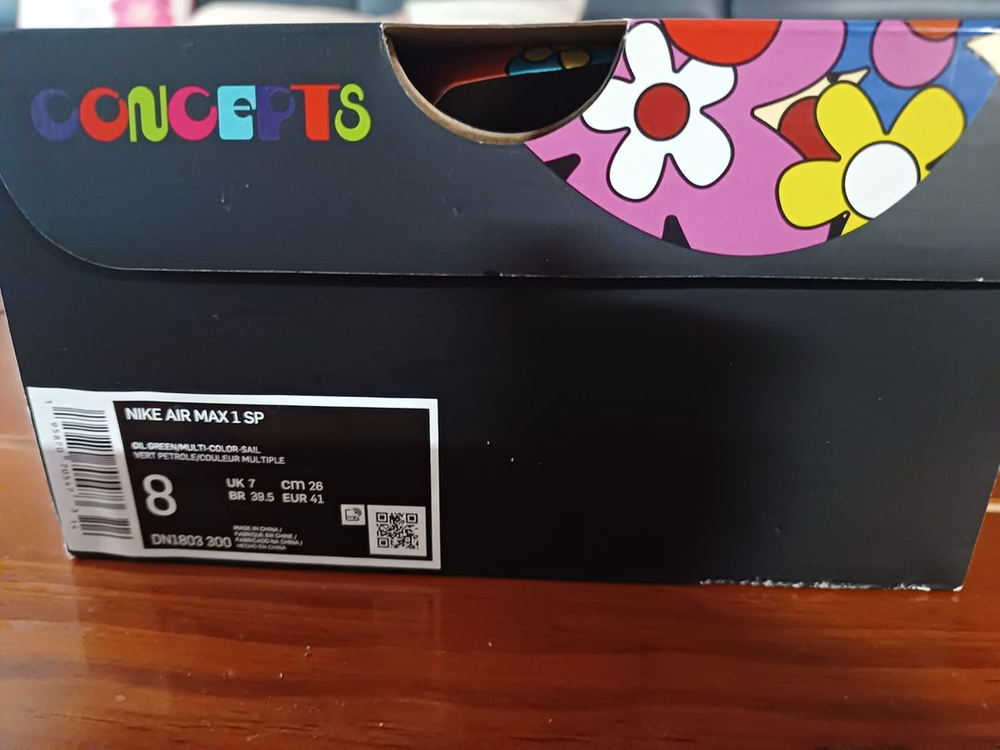 CONCEPTS
NIKE AIR MAX 1 SP
OIL GREEN/MULTI-COLOR-SAIL
VERT PETROLE/COULEUR MULTIPLE
8
UK 7 cm 26
BR 39.5 EUR 41
DN1803 300
MADE IN CHINA /
FABRIQUE EN CHINE /
FABRICADO NA CHINA /
HECHO EN CHINA